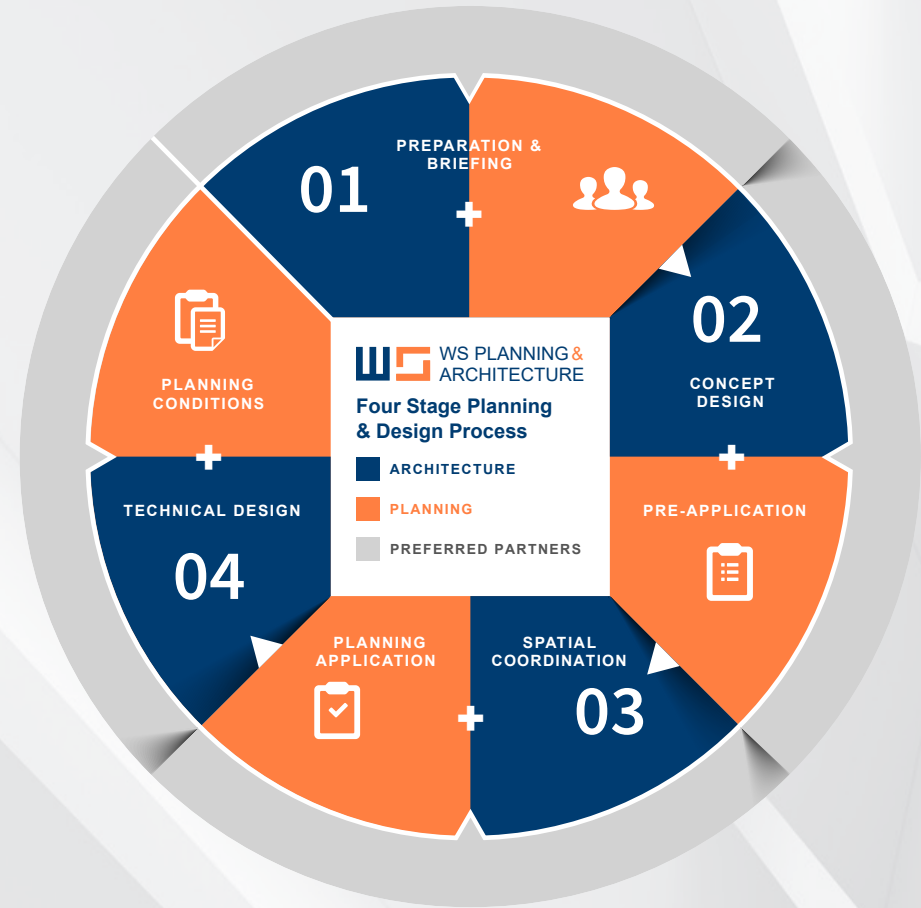 PREPARATION &
BRIEFING
01
02
CONCEPT
DESIGN
PRE-APPLICATION
SPATIAL
COORDINATION
03
PLANNING
APPLICATION
TECHNICAL DESIGN
04
PLANNING
CONDITIONS
WS WS PLANNING &
ARCHITECTURE
Four Stage Planning
& Design Process
ARCHITECTURE
PLANNING
PREFERRED PARTNERS